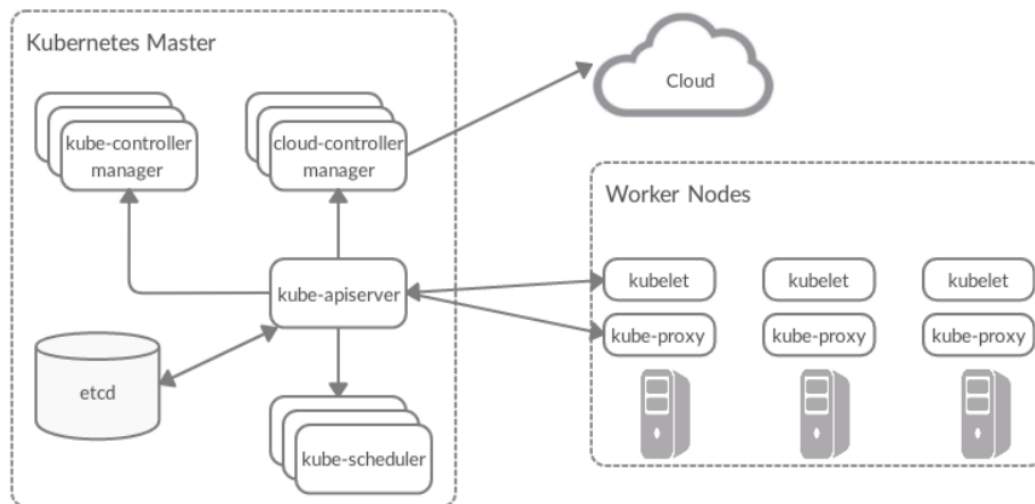 Kubernetes Master
Cloud
kube-controller
manager
cloud-controller
manager
Worker Nodes
kube-apiserver
kubelet
kubelet
kubelet
kube-proxy
kube-proxy
kube-proxy
etcd
kube-scheduler